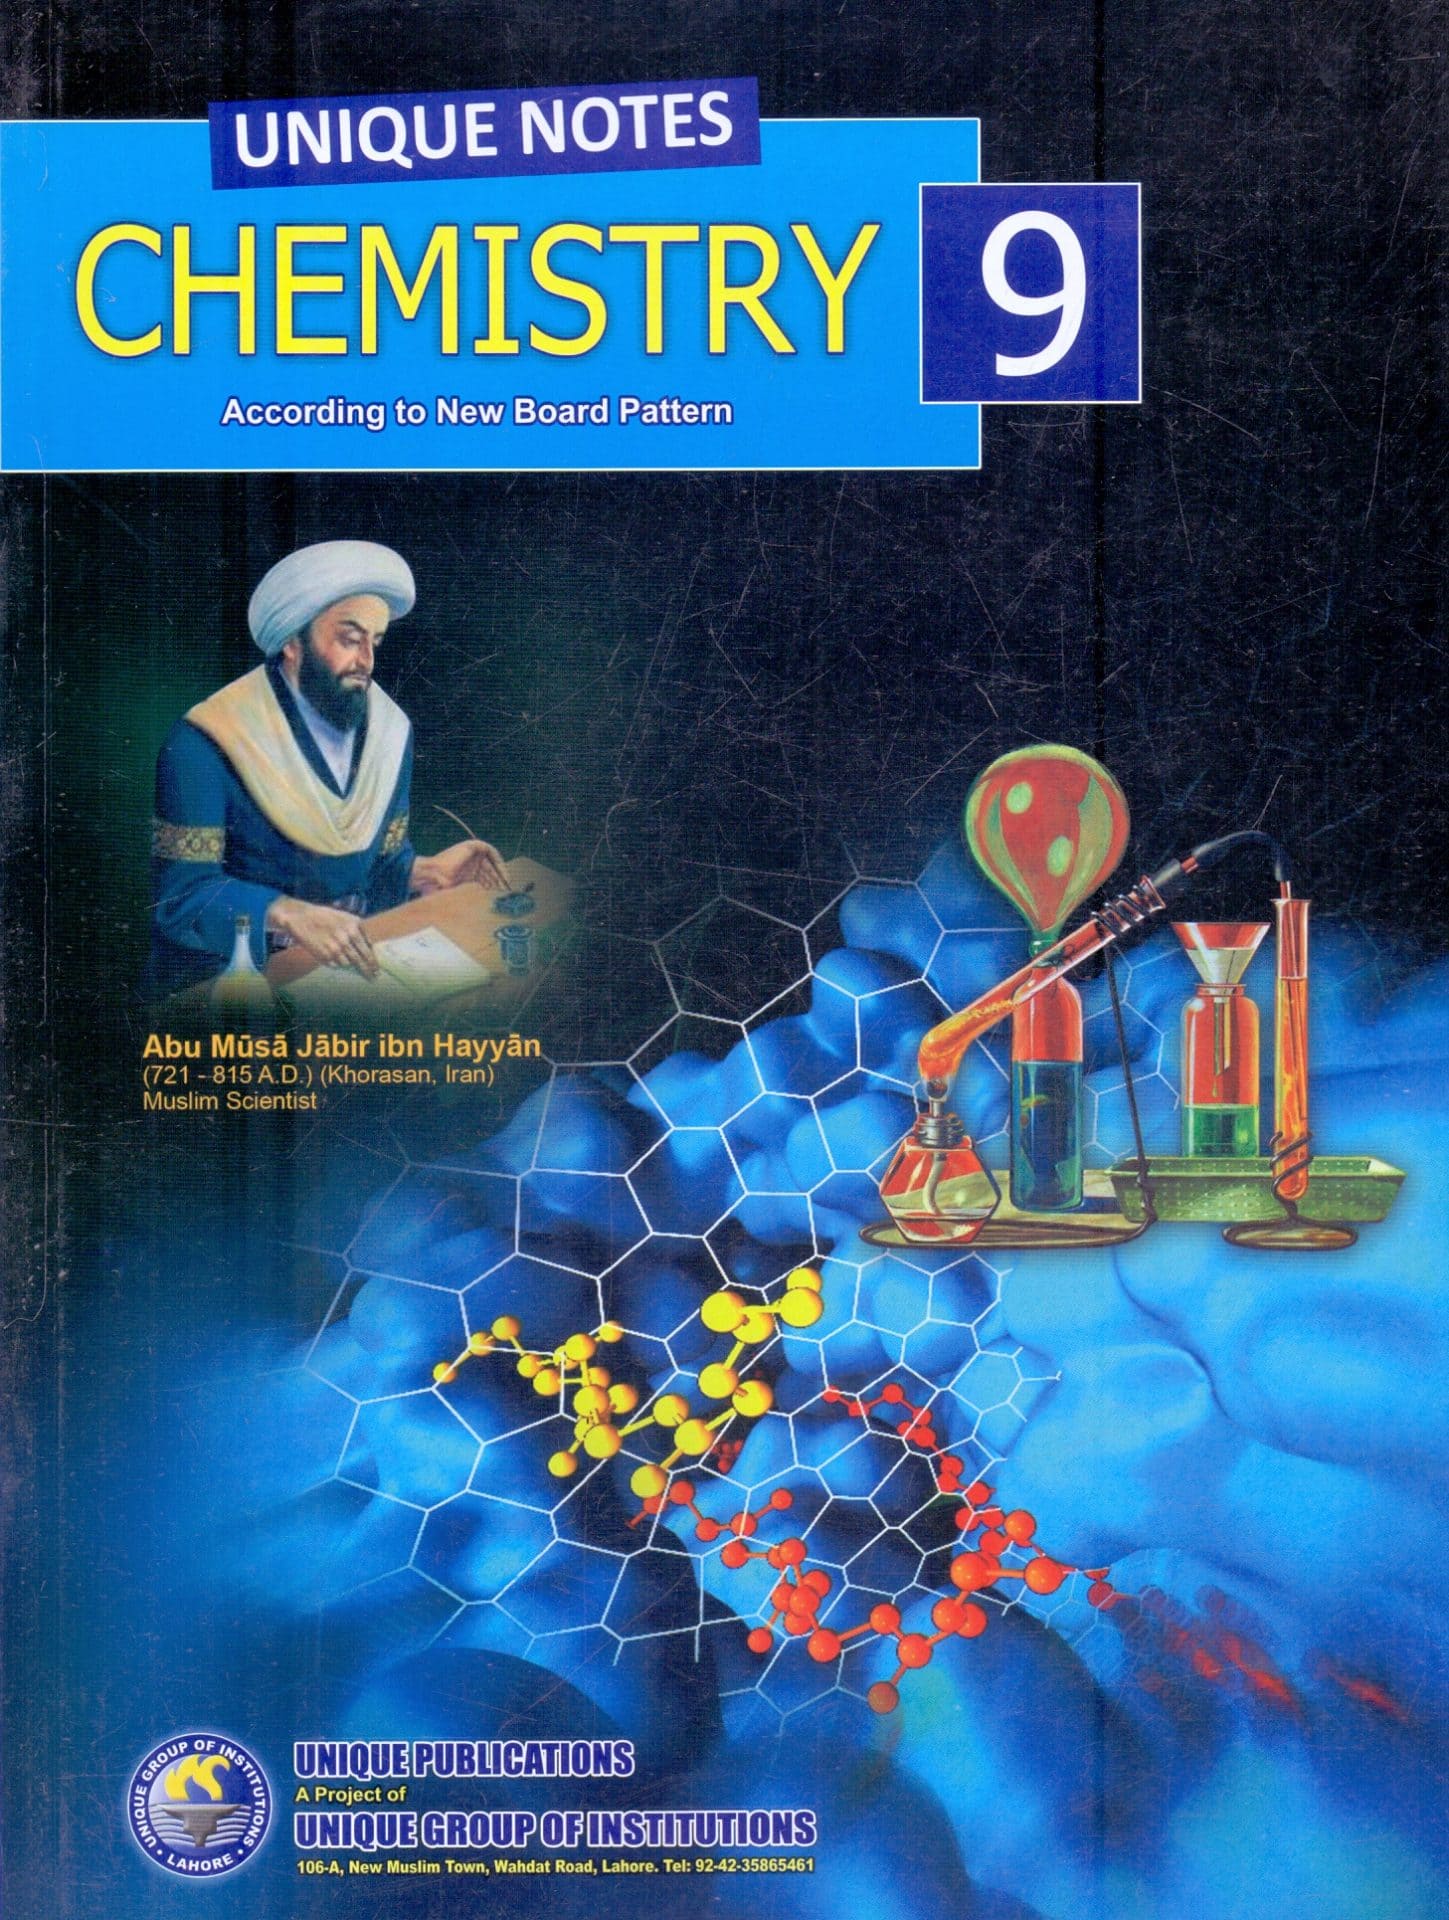 UNIQUE NOTES
CHEMISTRY
9
According to New Board Pattern
Abu Mūsā Jābir ibn Hayyān
(721 - 815 A.D.) (Khorasan, Iran)
Muslim Scientist
UNIQUE GROUP OF INSTITUTIONS
• LAHORE •
UNIQUE PUBLICATIONS
A Project of
UNIQUE GROUP OF INSTITUTIONS
106-A, New Muslim Town, Wahdat Road, Lahore. Tel: 92-42-35865461